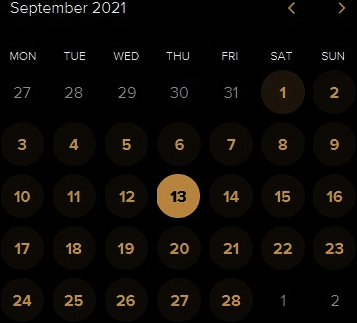 September 2021
MON TUE WED THU FRI SAT SUN
27 28 29 30 31 1 2
3 4 5 6 7 8 9
10 11 12 13 14 15 16
17 18 19 20 21 22 23
24 25 26 27 28 1 2